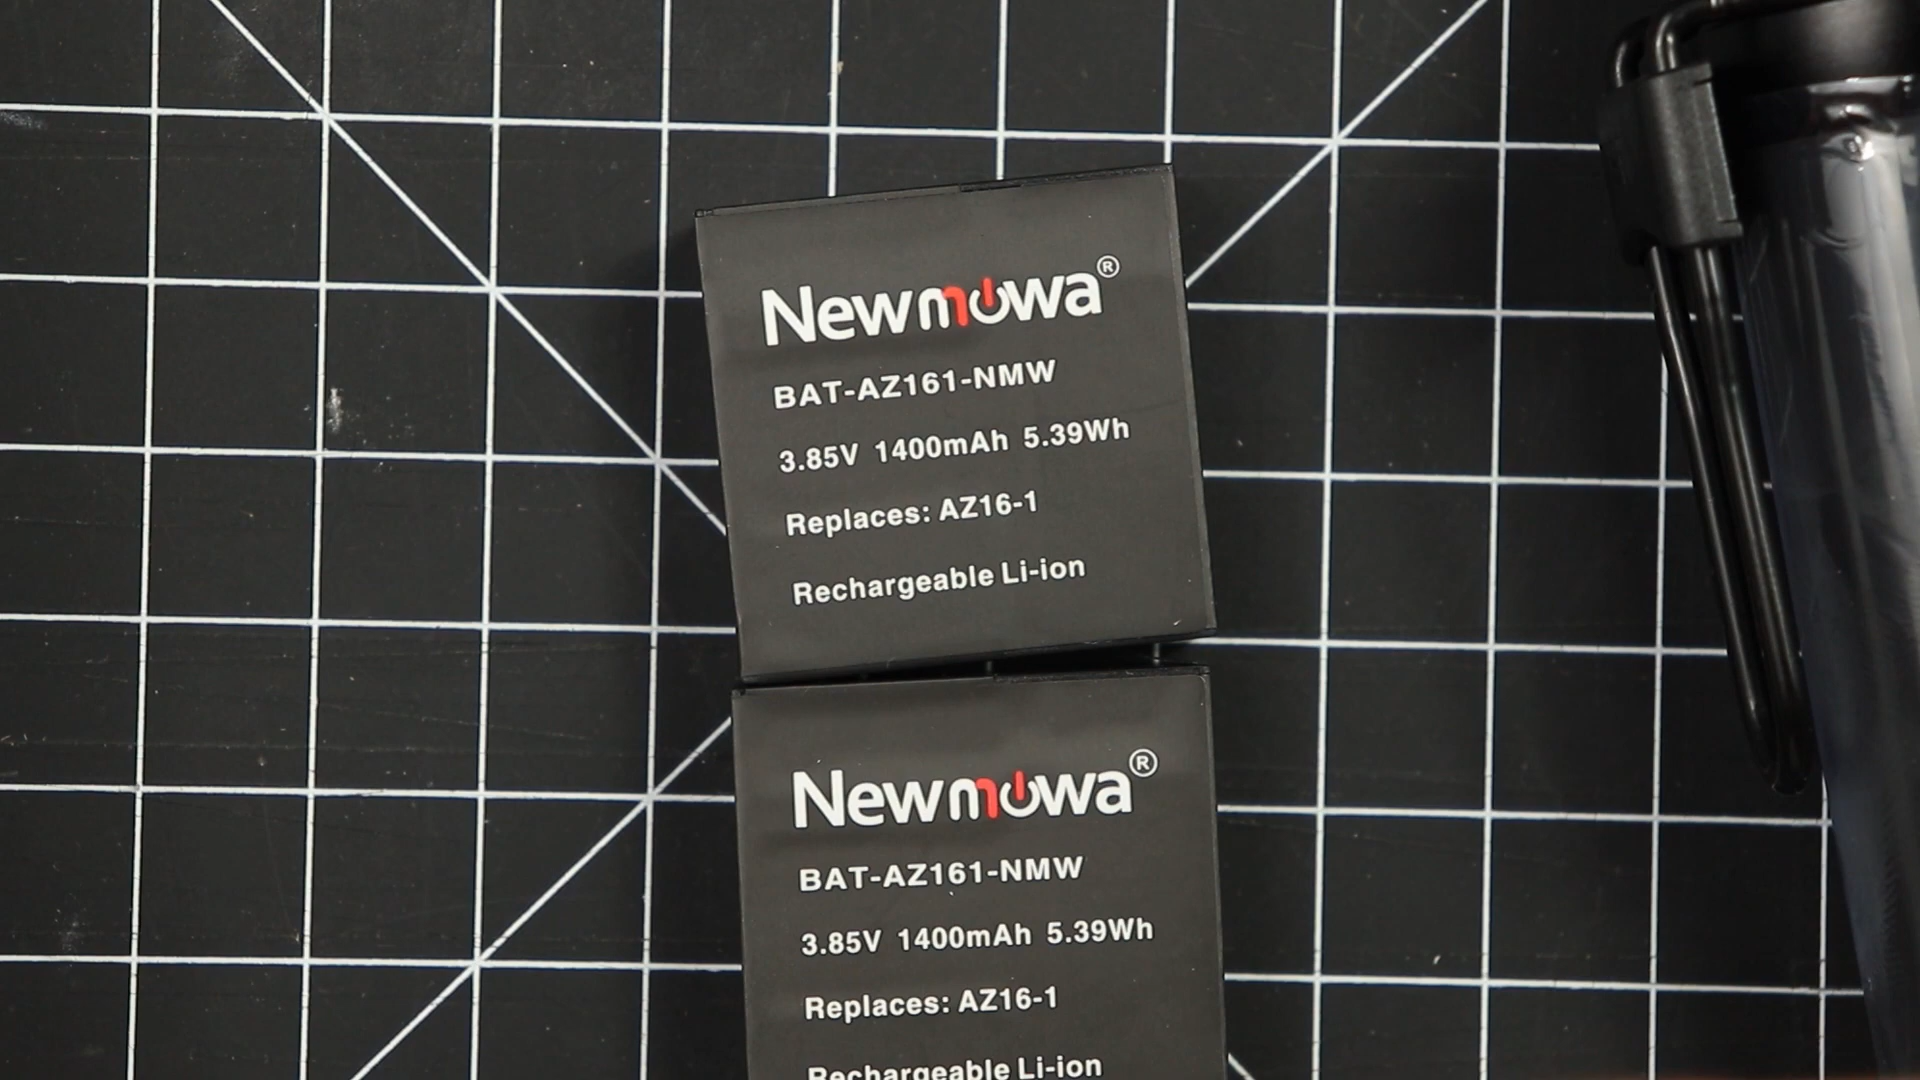 Newmowa®
BAT-AZ161-NMW
3.85V 1400mAh 5.39Wh
Replaces: AZ16-1
Rechargeable Li-ion
Newmowa®
BAT-AZ161-NMW
3.85V 1400mAh 5.39Wh
Replaces: AZ16-1
Rechargeable Li-ion